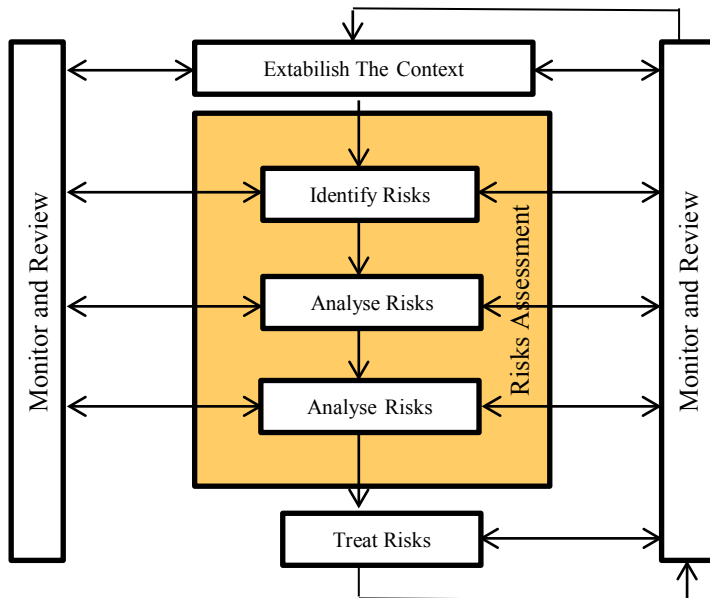 Extabilish The Context
Monitor and Review
Identify Risks
Analyse Risks
Analyse Risks
Risks Assessment
Treat Risks
Monitor and Review